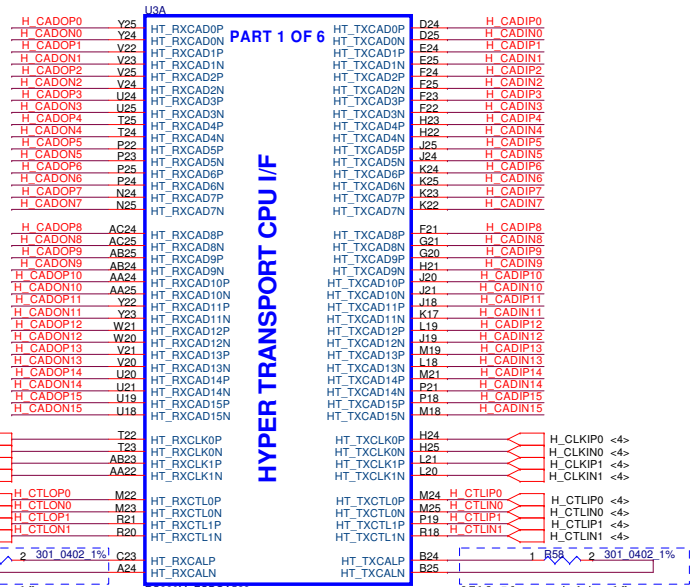 U3A
H_CADOP0 Y25 HT_RXCAD0P PART 1 OF 6 HT_TXCAD0P D24 H_CADIP0
H_CADON0 Y24 HT_RXCAD0N HT_TXCAD0N D25 H_CADIN0
H_CADOP1 V22 HT_RXCAD1P HT_TXCAD1P E24 H_CADIP1
H_CADON1 V23 HT_RXCAD1N HT_TXCAD1N E25 H_CADIN1
H_CADOP2 V25 HT_RXCAD2P HT_TXCAD2P F24 H_CADIP2
H_CADON2 V24 HT_RXCAD2N HT_TXCAD2N F25 H_CADIN2
H_CADOP3 U24 HT_RXCAD3P HT_TXCAD3P F23 H_CADIP3
H_CADON3 U25 HT_RXCAD3N HT_TXCAD3N F22 H_CADIN3
H_CADOP4 T25 HT_RXCAD4P HT_TXCAD4P H23 H_CADIP4
H_CADON4 T24 HT_RXCAD4N HT_TXCAD4N H22 H_CADIN4
H_CADOP5 P22 HT_RXCAD5P HT_TXCAD5P J25 H_CADIP5
H_CADON5 P23 HT_RXCAD5N HT_TXCAD5N J24 H_CADIN5
H_CADOP6 P25 HT_RXCAD6P HT_TXCAD6P K24 H_CADIP6
H_CADON6 P24 HT_RXCAD6N HT_TXCAD6N K25 H_CADIN6
H_CADOP7 N24 HT_RXCAD7P HT_TXCAD7P K23 H_CADIP7
H_CADON7 N25 HT_RXCAD7N HT_TXCAD7N K22 H_CADIN7
HYPER TRANSPORT CPU I/F
H_CADOP8 AC24 HT_RXCAD8P HT_TXCAD8P F21 H_CADIP8
H_CADON8 AC25 HT_RXCAD8N HT_TXCAD8N G21 H_CADIN8
H_CADOP9 AB25 HT_RXCAD9P HT_TXCAD9P G20 H_CADIP9
H_CADON9 AB24 HT_RXCAD9N HT_TXCAD9N H21 H_CADIN9
H_CADOP10 AA24 HT_RXCAD10P HT_TXCAD10P J20 H_CADIP10
H_CADON10 AA25 HT_RXCAD10N HT_TXCAD10N J21 H_CADIN10
H_CADOP11 Y22 HT_RXCAD11P HT_TXCAD11P J18 H_CADIP11
H_CADON11 Y23 HT_RXCAD11N HT_TXCAD11N K17 H_CADIN11
H_CADOP12 W21 HT_RXCAD12P HT_TXCAD12P L19 H_CADIP12
H_CADON12 W20 HT_RXCAD12N HT_TXCAD12N J19 H_CADIN12
H_CADOP13 V21 HT_RXCAD13P HT_TXCAD13P M19 H_CADIP13
H_CADON13 V20 HT_RXCAD13N HT_TXCAD13N L18 H_CADIN13
H_CADOP14 U20 HT_RXCAD14P HT_TXCAD14P M21 H_CADIP14
H_CADON14 U21 HT_RXCAD14N HT_TXCAD14N P21 H_CADIN14
H_CADOP15 U19 HT_RXCAD15P HT_TXCAD15P P18 H_CADIP15
H_CADON15 U18 HT_RXCAD15N HT_TXCAD15N M18 H_CADIN15
T22 HT_RXCLK0P HT_TXCLK0P H24 H_CLKIP0 <4>
T23 HT_RXCLK0N HT_TXCLK0N H25 H_CLKIN0 <4>
AB23 HT_RXCLK1P HT_TXCLK1P L21 H_CLKIP1 <4>
AA22 HT_RXCLK1N HT_TXCLK1N L20 H_CLKIN1 <4>
H_CTLOP0 M22 HT_RXCTL0P HT_TXCTL0P M24 H_CTLIP0 H_CTLIP0 <4>
H_CTLON0 M23 HT_RXCTL0N HT_TXCTL0N M25 H_CTLIN0 H_CTLIN0 <4>
H_CTLOP1 R21 HT_RXCTL1P HT_TXCTL1P P19 H_CTLIP1 H_CTLIP1 <4>
H_CTLON1 R20 HT_RXCTL1N HT_TXCTL1N R18 H_CTLIN1 H_CTLIN1 <4>
2 301_0402_1% C23 HT_RXCALP HT_TXCALP B24 1 R58 2 301_0402_1%
A24 HT_RXCALN HT_TXCALN B25